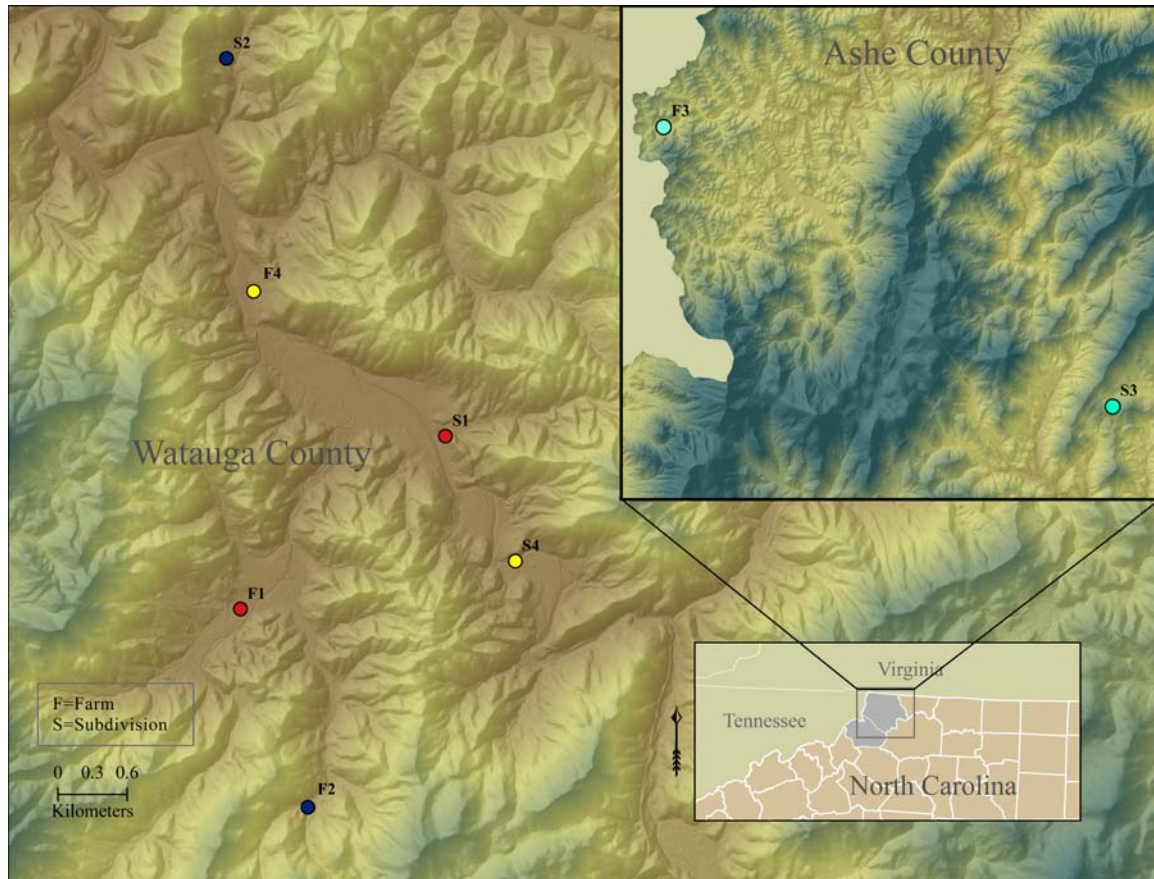 S2
Ashe County
F3
F4
S1
Watauga County
S3
S4
F1
F=Farm
S=Subdivision
0 0.3 0.6
Kilometers
F2
Virginia
Tennessee
North Carolina